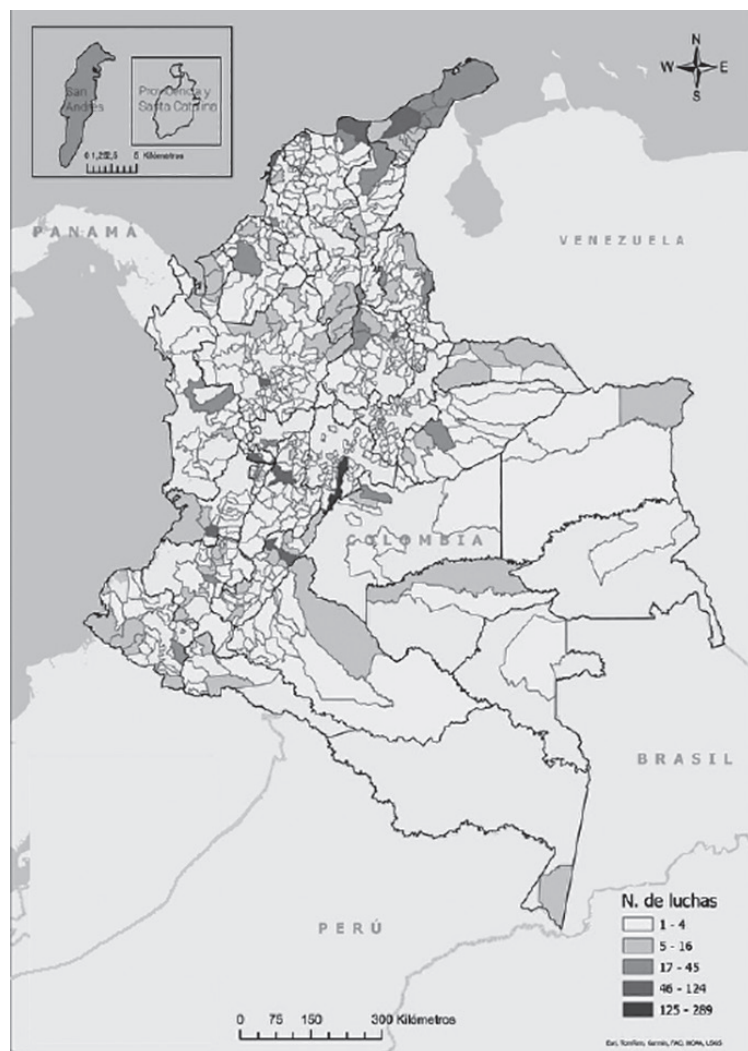 San
Andrés
Providencia y
Santa Catalina
Kilómetros
N
W E
S
PANAMÁ
VENEZUELA
COLOMBIA
BRASIL
PERÚ
N. de luchas
1 - 4
5 - 16
17 - 45
46 - 124
125 - 289
0 75 150 300 Kilómetros